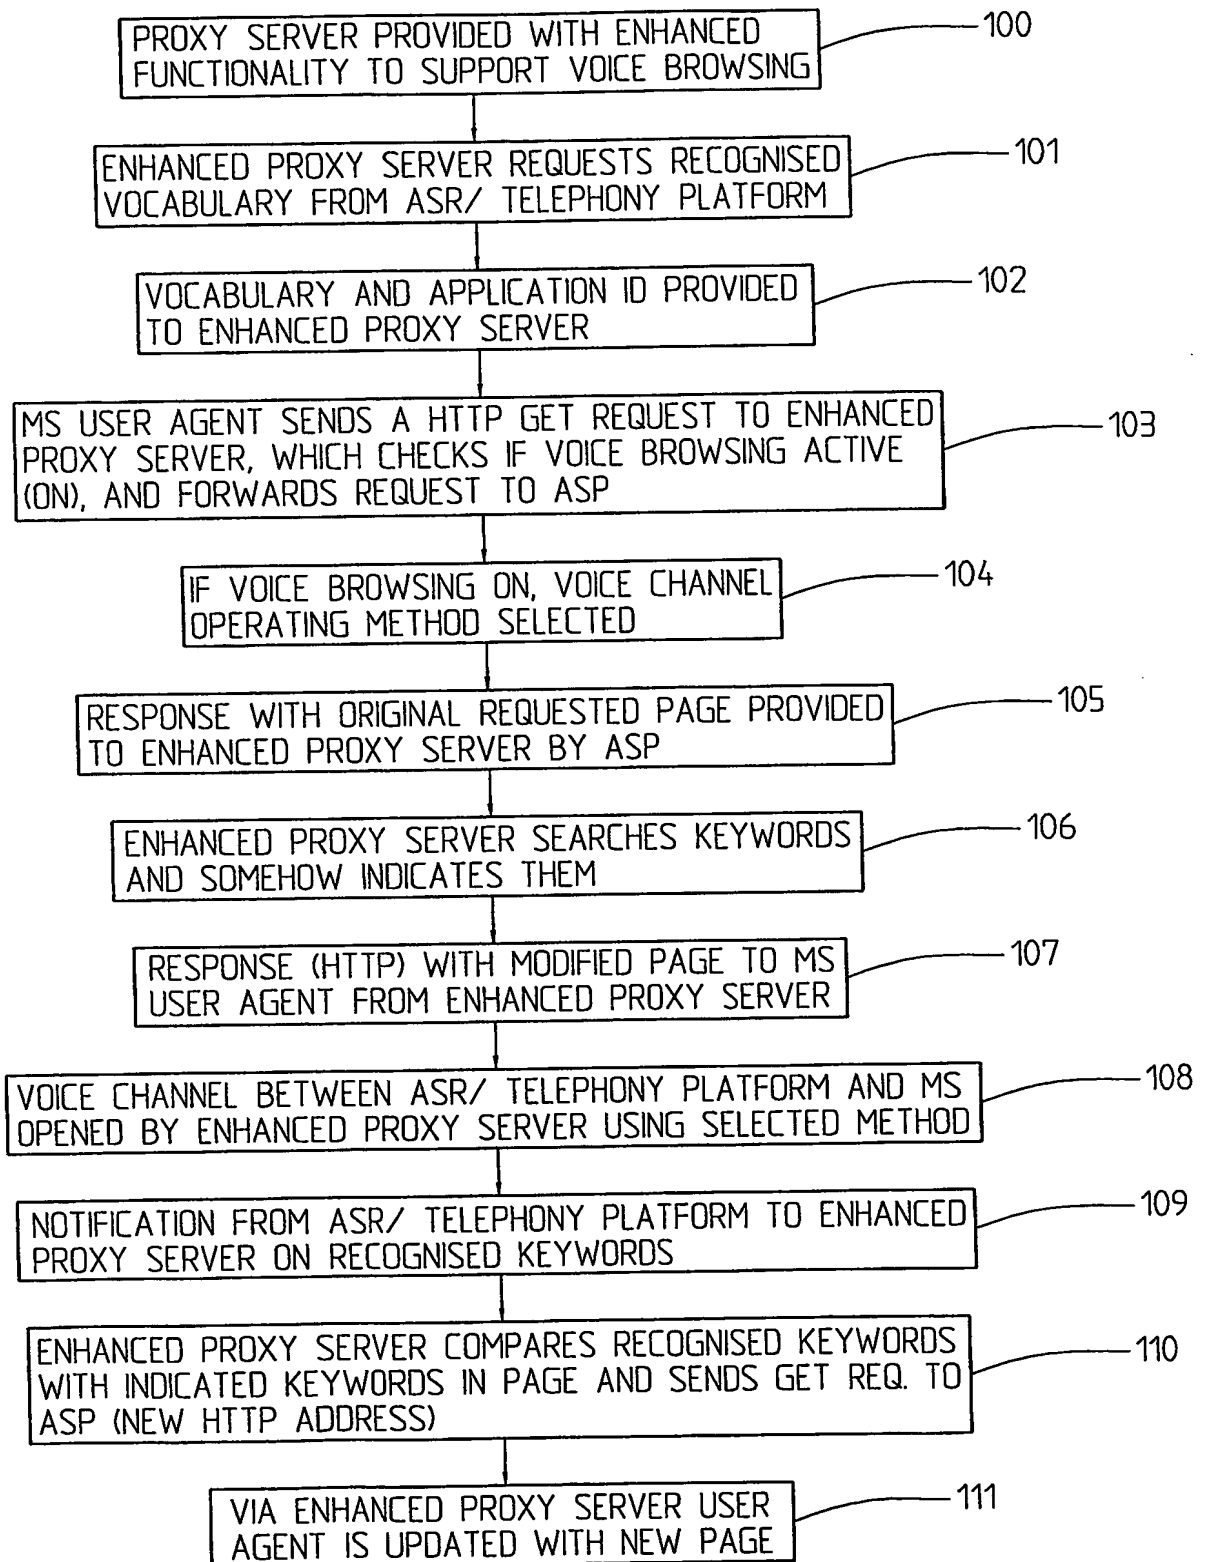 PROXY SERVER PROVIDED WITH ENHANCED
FUNCTIONALITY TO SUPPORT VOICE BROWSING
100
ENHANCED PROXY SERVER REQUESTS RECOGNISED
VOCABULARY FROM ASR/ TELEPHONY PLATFORM
101
VOCABULARY AND APPLICATION ID PROVIDED
TO ENHANCED PROXY SERVER
102
MS USER AGENT SENDS A HTTP GET REQUEST TO ENHANCED
PROXY SERVER, WHICH CHECKS IF VOICE BROWSING ACTIVE
(ON), AND FORWARDS REQUEST TO ASP
103
IF VOICE BROWSING ON, VOICE CHANNEL
OPERATING METHOD SELECTED
104
RESPONSE WITH ORIGINAL REQUESTED PAGE PROVIDED
TO ENHANCED PROXY SERVER BY ASP
105
ENHANCED PROXY SERVER SEARCHES KEYWORDS
AND SOMEHOW INDICATES THEM
106
RESPONSE (HTTP) WITH MODIFIED PAGE TO MS
USER AGENT FROM ENHANCED PROXY SERVER
107
VOICE CHANNEL BETWEEN ASR/ TELEPHONY PLATFORM AND MS
OPENED BY ENHANCED PROXY SERVER USING SELECTED METHOD
108
NOTIFICATION FROM ASR/ TELEPHONY PLATFORM TO ENHANCED
PROXY SERVER ON RECOGNISED KEYWORDS
109
ENHANCED PROXY SERVER COMPARES RECOGNISED KEYWORDS
WITH INDICATED KEYWORDS IN PAGE AND SENDS GET REQ. TO
ASP (NEW HTTP ADDRESS)
110
VIA ENHANCED PROXY SERVER USER
AGENT IS UPDATED WITH NEW PAGE
111